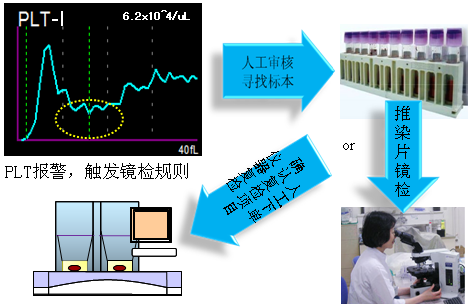 PLT-I
6.2x10^4/uL
40fL
人工审核
寻找标本
PLT报警，触发镜检规则
or
推染片镜检
人工下单
确认复检项目
仪器复检